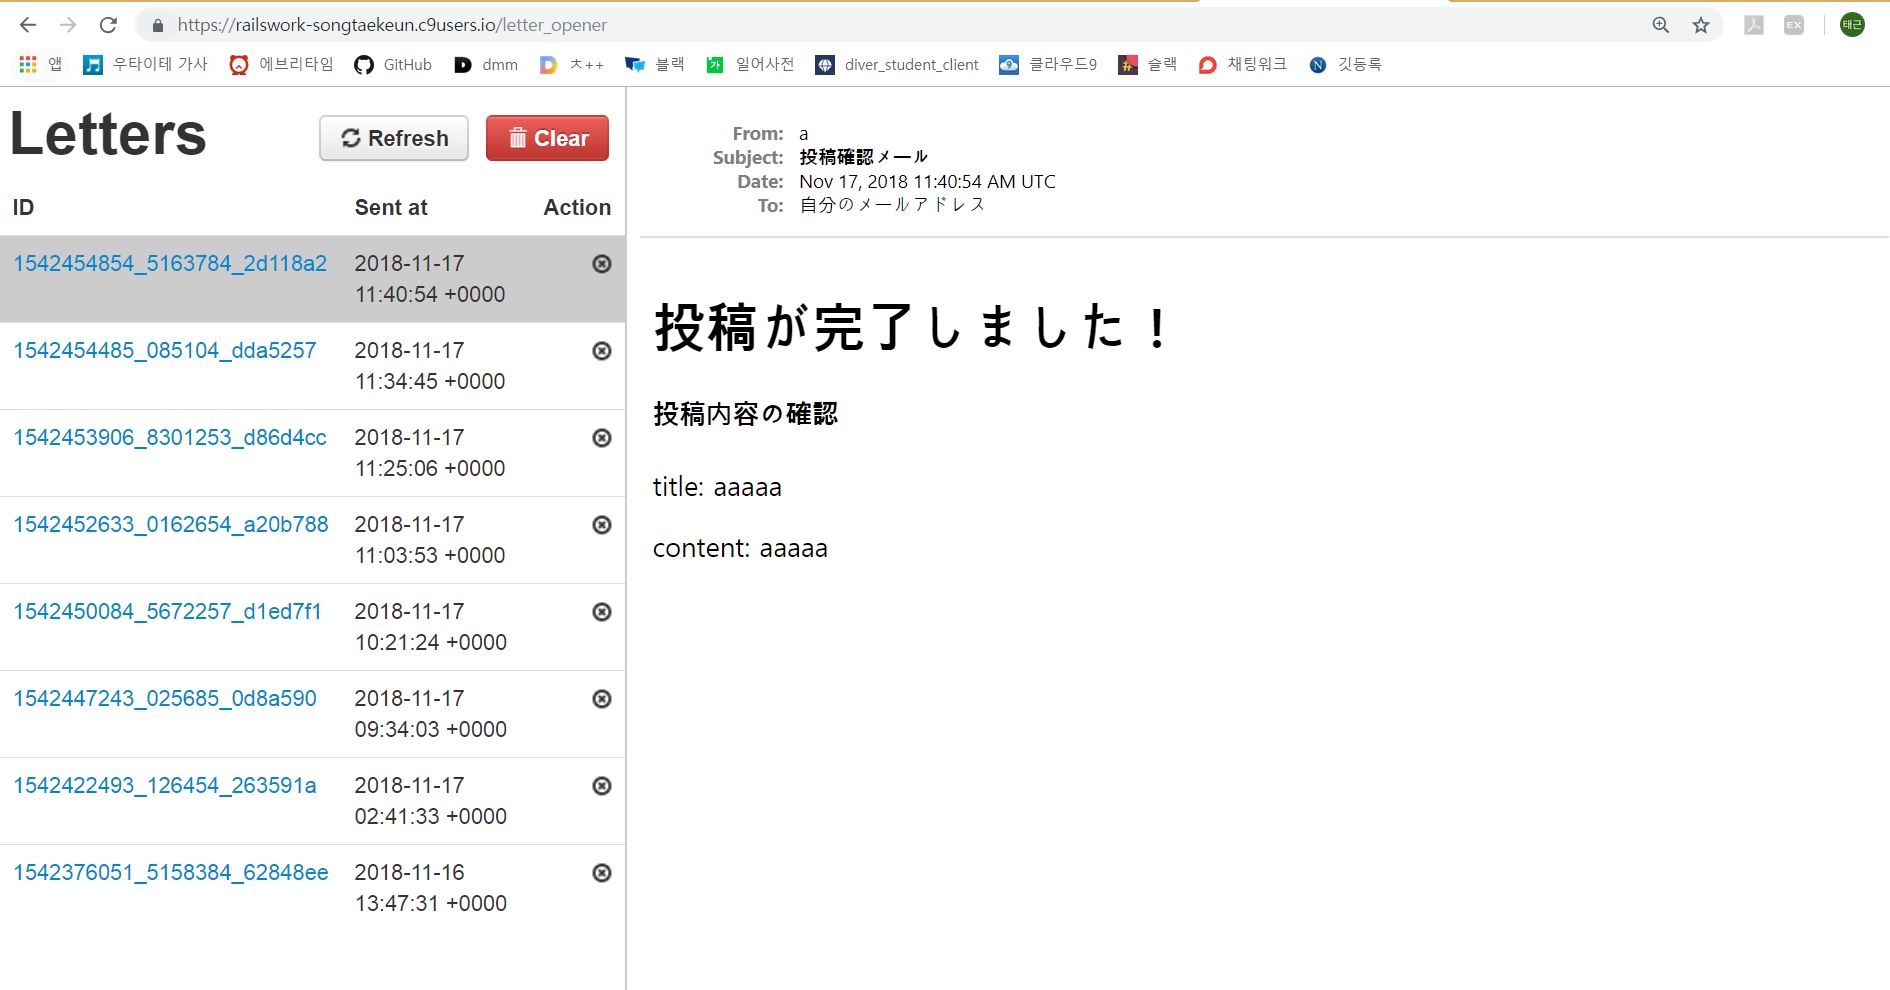 https://railswork-songtaekeun.c9users.io/letter_opener
EX
태근
앱 우타이테 가사 에브리타임 GitHub dmm ㅊ++ 블랙 일어사전 diver_student_client 클라우드9 슬랙 채팅워크 깃등록
Letters
Refresh
Clear
ID Sent at Action
1542454854_5163784_2d118a2 2018-11-17
11:40:54 +0000
1542454485_085104_dda5257 2018-11-17
11:34:45 +0000
1542453906_8301253_d86d4cc 2018-11-17
11:25:06 +0000
1542452633_0162654_a20b788 2018-11-17
11:03:53 +0000
1542450084_5672257_d1ed7f1 2018-11-17
10:21:24 +0000
1542447243_025685_0d8a590 2018-11-17
09:34:03 +0000
1542422493_126454_263591a 2018-11-17
02:41:33 +0000
1542376051_5158384_62848ee 2018-11-16
13:47:31 +0000
From: a
Subject: 投稿確認メール
Date: Nov 17, 2018 11:40:54 AM UTC
To: 自分のメールアドレス
投稿が完了しました！
投稿内容の確認
title: aaaaa
content: aaaaa